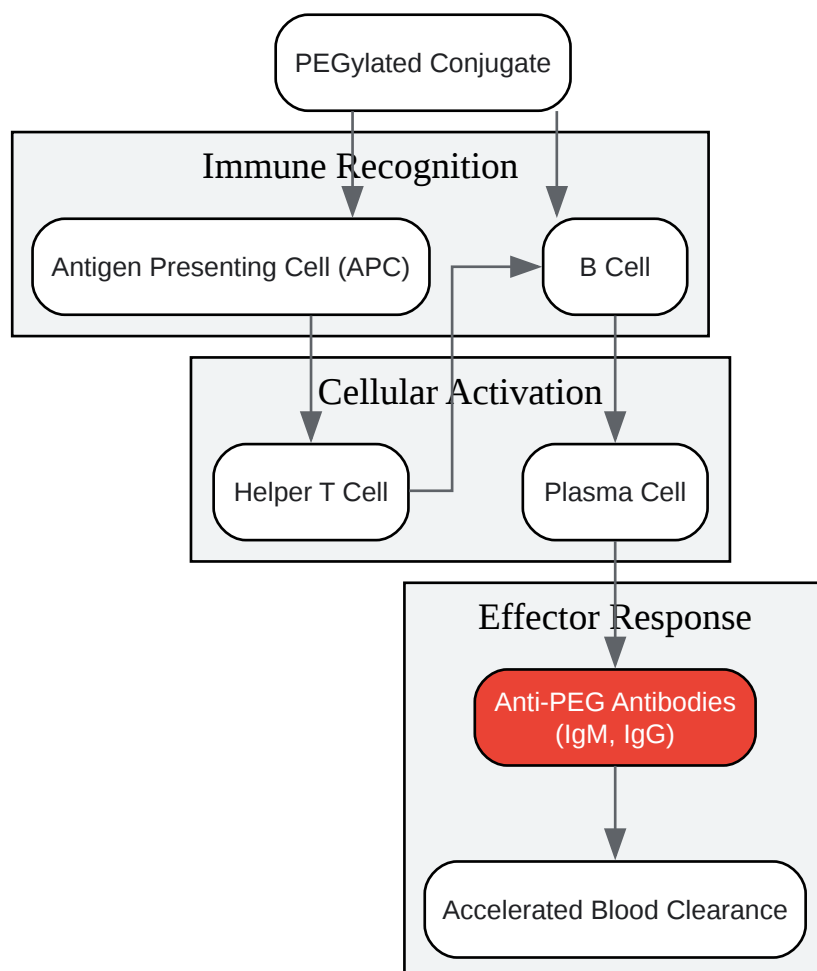 PEGylated Conjugate
Immune Recognition
Antigen Presenting Cell (APC)
B Cell
Cellular Activation
Helper T Cell
Plasma Cell
Effector Response
Anti-PEG Antibodies
(IgM, IgG)
Accelerated Blood Clearance